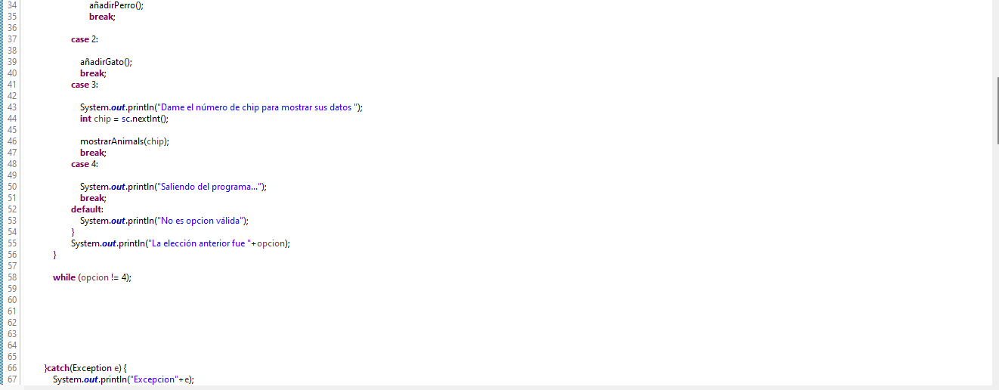 34 añadirPerro();
35 break;
36
37 case 2:
38
39 añadirGato();
40 break;
41 case 3:
42
43 System.out.println("Dame el número de chip para mostrar sus datos ");
44 int chip = sc.nextInt();
45
46 mostrarAnimals(chip);
47 break;
48 case 4:
49
50 System.out.println("Saliendo del programa...");
51 break;
52 default:
53 System.out.println("No es opcion válida");
54 }
55 System.out.println("La elección anterior fue "+opcion);
56 }
57
58 while (opcion != 4);
59
60
61
62
63
64
65
66 }catch(Exception e) {
67 System.out.println("Excepcion"+e);